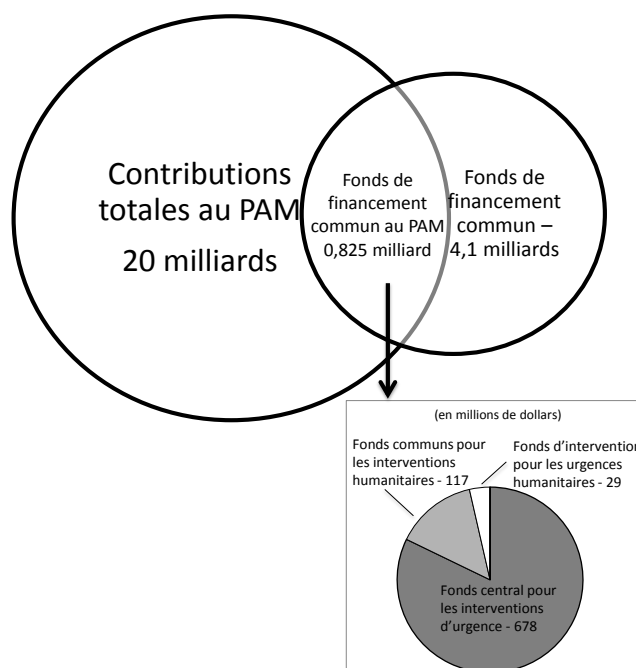 Contributions
totales au PAM
20 milliards
Fonds de
financement
commun au PAM
0,825 milliard
Fonds de
financement
commun –
4,1 milliards
(en millions de dollars)
Fonds communs pour
les interventions
humanitaires - 117
Fonds d'intervention
pour les urgences
humanitaires - 29
Fonds central pour
les interventions
d'urgence - 678